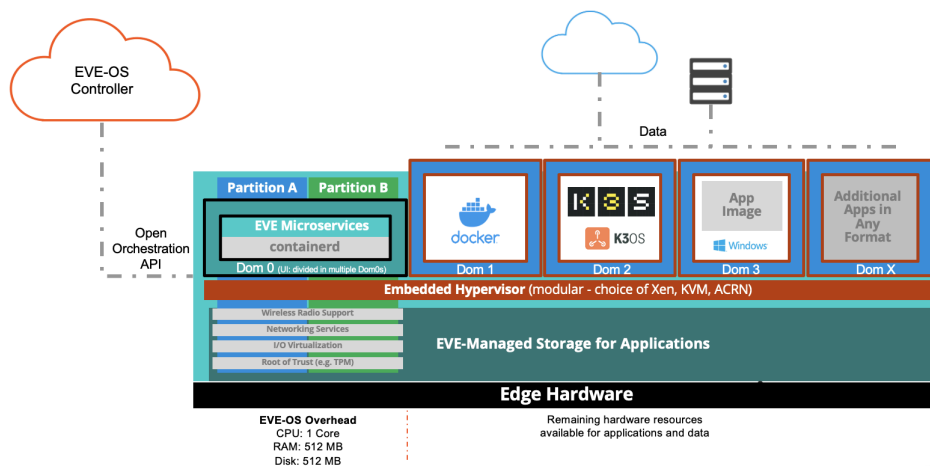 EVE-OS
Controller
Data
Open
Orchestration
API
Partition A
Partition B
EVE Microservices
containerd
Dom 0 (UI: divided in multiple Dom0s)
docker
Dom 1
K3S
K3OS
Dom 2
App
Image
Windows
Dom 3
Additional
Apps in
Any
Format
Dom X
Embedded Hypervisor (modular - choice of Xen, KVM, ACRN)
Wireless Radio Support
Networking Services
I/O Virtualization
Root of Trust (e.g. TPM)
EVE-Managed Storage for Applications
Edge Hardware
EVE-OS Overhead
CPU: 1 Core
RAM: 512 MB
Disk: 512 MB
Remaining hardware resources
available for applications and data